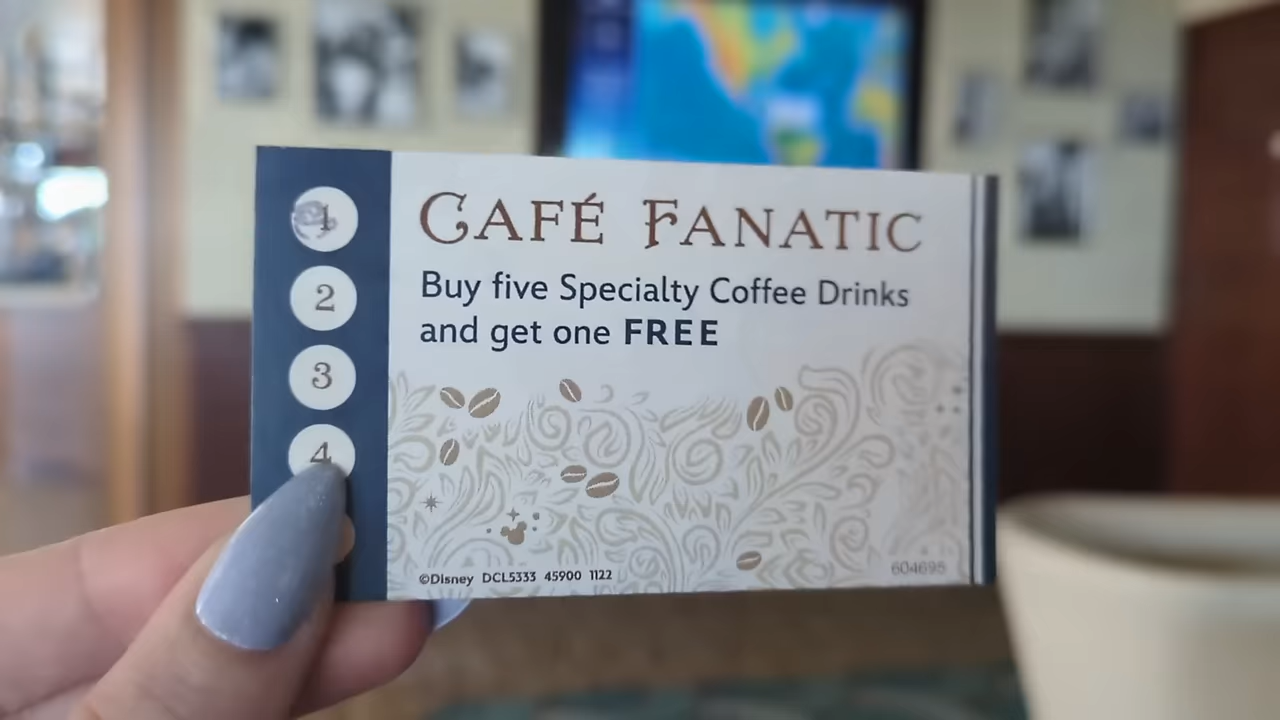 1
2
3
4
CAFÉ FANATIC
Buy five Specialty Coffee Drinks
and get one FREE
©Disney DCL5333 45900 1122
604695